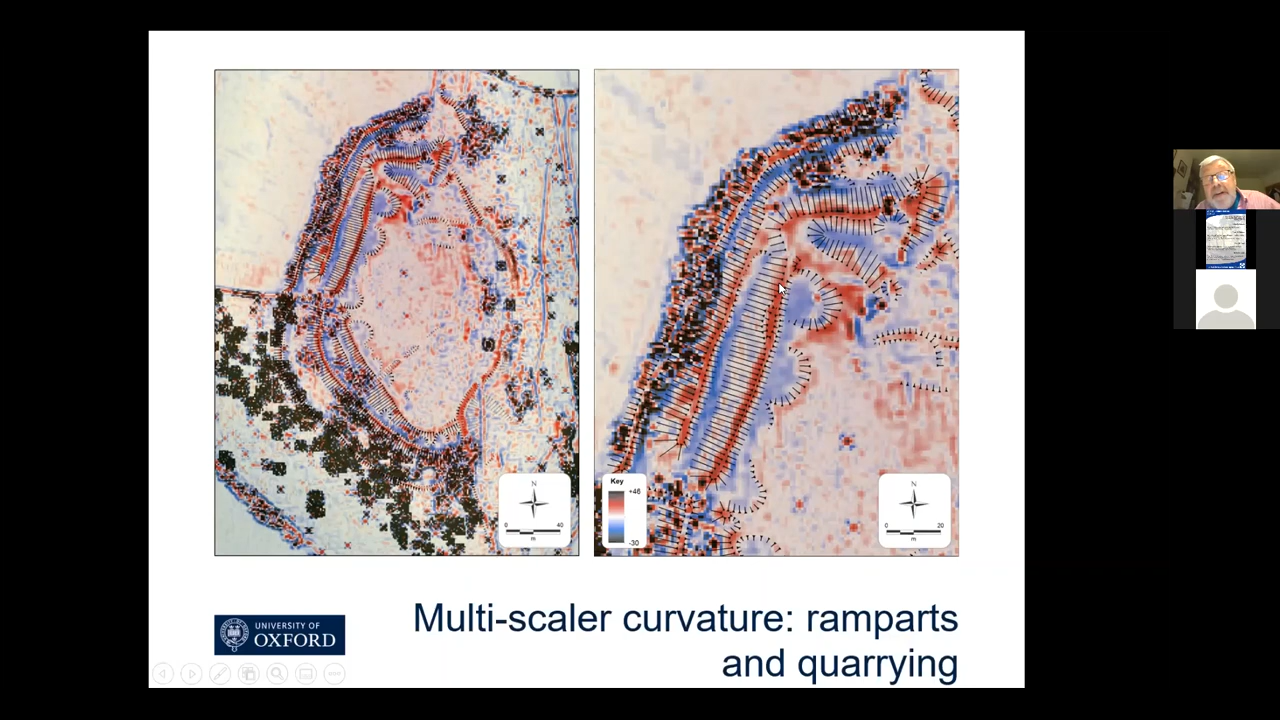 N
0
40
m
Key
+46
-30
N
0
20
m
Multi-scaler curvature: ramparts
and quarrying
UNIVERSITY OF
OXFORD